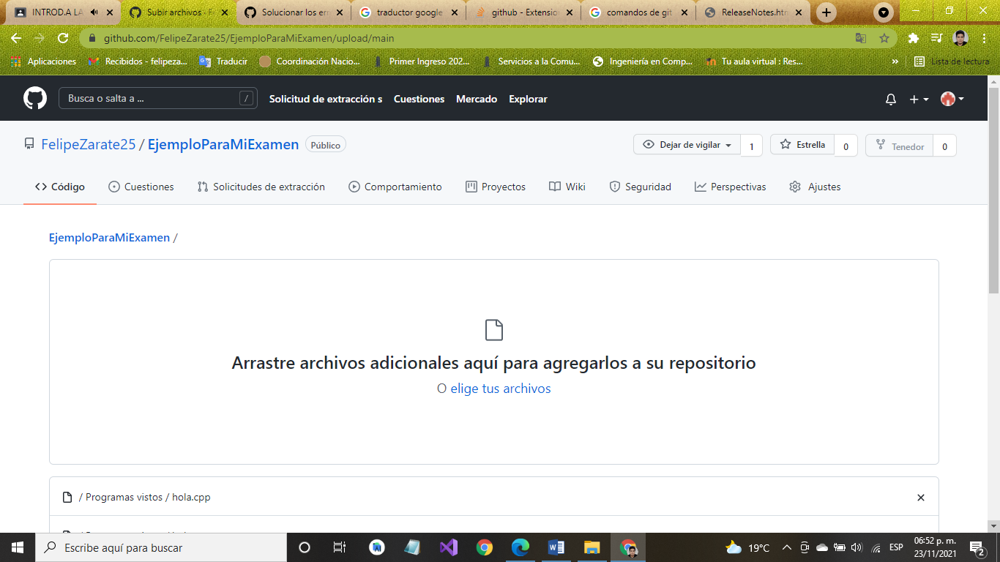 INTROD.A LA
Subir archivos · F
Solucionar los err
traductor google
github - Extension
comandos de git
ReleaseNotes.htm
github.com/FelipeZarate25/EjemploParaMiExamen/upload/main
Aplicaciones
Recibidos - felipeza...
Traducir
Coordinación Nacio...
Primer Ingreso 202...
Servicios a la Comu...
Ingeniería en Comp...
Tu aula virtual : Res...
»
Lista de lectura
Busca o salta a ...
/
Solicitud de extracción s
Cuestiones
Mercado
Explorar
FelipeZarate25 / EjemploParaMiExamen
Público
Dejar de vigilar
1
Estrella
0
Tenedor
0
Código
Cuestiones
Solicitudes de extracción
Comportamiento
Proyectos
Wiki
Seguridad
Perspectivas
Ajustes
EjemploParaMiExamen /
Arrastre archivos adicionales aquí para agregarlos a su repositorio
O elige tus archivos
/ Programas vistos / hola.cpp
Escribe aquí para buscar
19°C
ESP
06:52 p. m.
23/11/2021
2